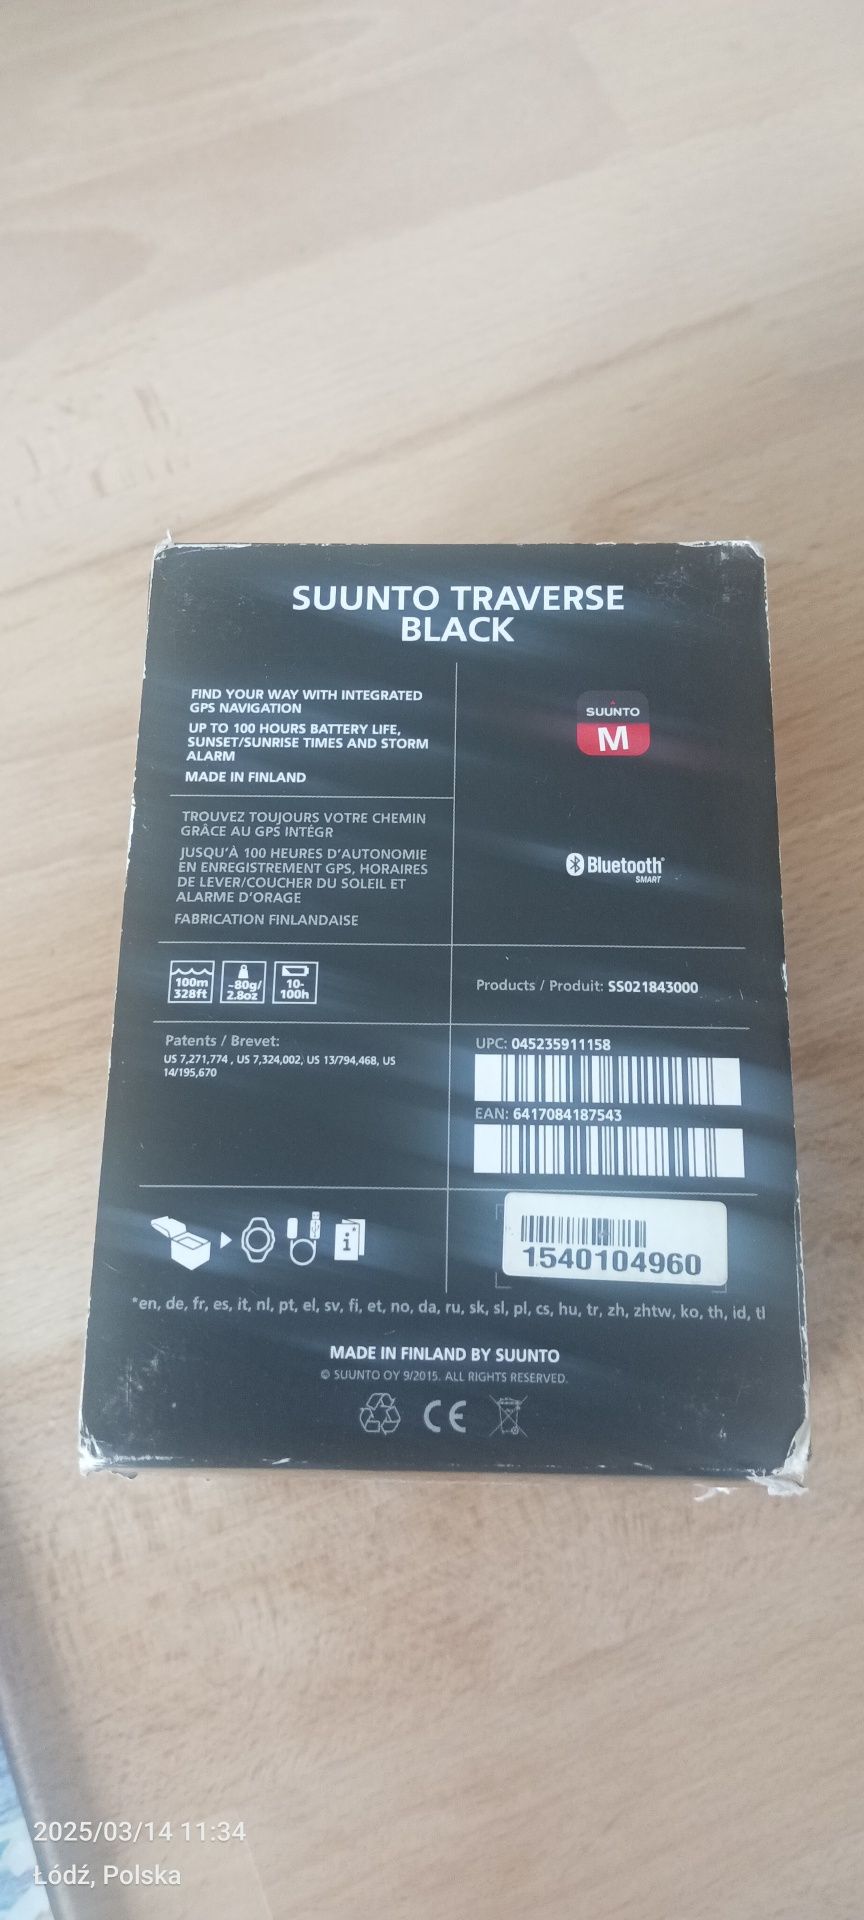 SUUNTO TRAVERSE
BLACK
FIND YOUR WAY WITH INTEGRATED
GPS NAVIGATION
UP TO 100 HOURS BATTERY LIFE,
SUNSET/SUNRISE TIMES AND STORM
ALARM
MADE IN FINLAND
TROUVEZ TOUJOURS VOTRE CHEMIN
GRÂCE AU GPS INTÉGR
JUSQU'À 100 HEURES D'AUTONOMIE
EN ENREGISTREMENT GPS, HORAIRES
DE LEVER/COUCHER DU SOLEIL ET
ALARME D'ORAGE
FABRICATION FINLANDAISE
SUUNTO
M
Bluetooth®
SMART
100m
328ft
~80g/
2.8oz
10-
100h
Products / Produit: SS021843000
Patents / Brevet:
US 7,271,774 , US 7,324,002, US 13/794,468, US
14/195,670
UPC: 045235911158
EAN: 6417084187543
i*
1540104960
*en, de, fr, es, it, nl, pt, el, sv, fi, et, no, da, ru, sk, sl, pl, cs, hu, tr, zh, zhtw, ko, th, id, tl
MADE IN FINLAND BY SUUNTO
© SUUNTO OY 9/2015. ALL RIGHTS RESERVED.
CE
2025/03/14 11:34
Łódź, Polska